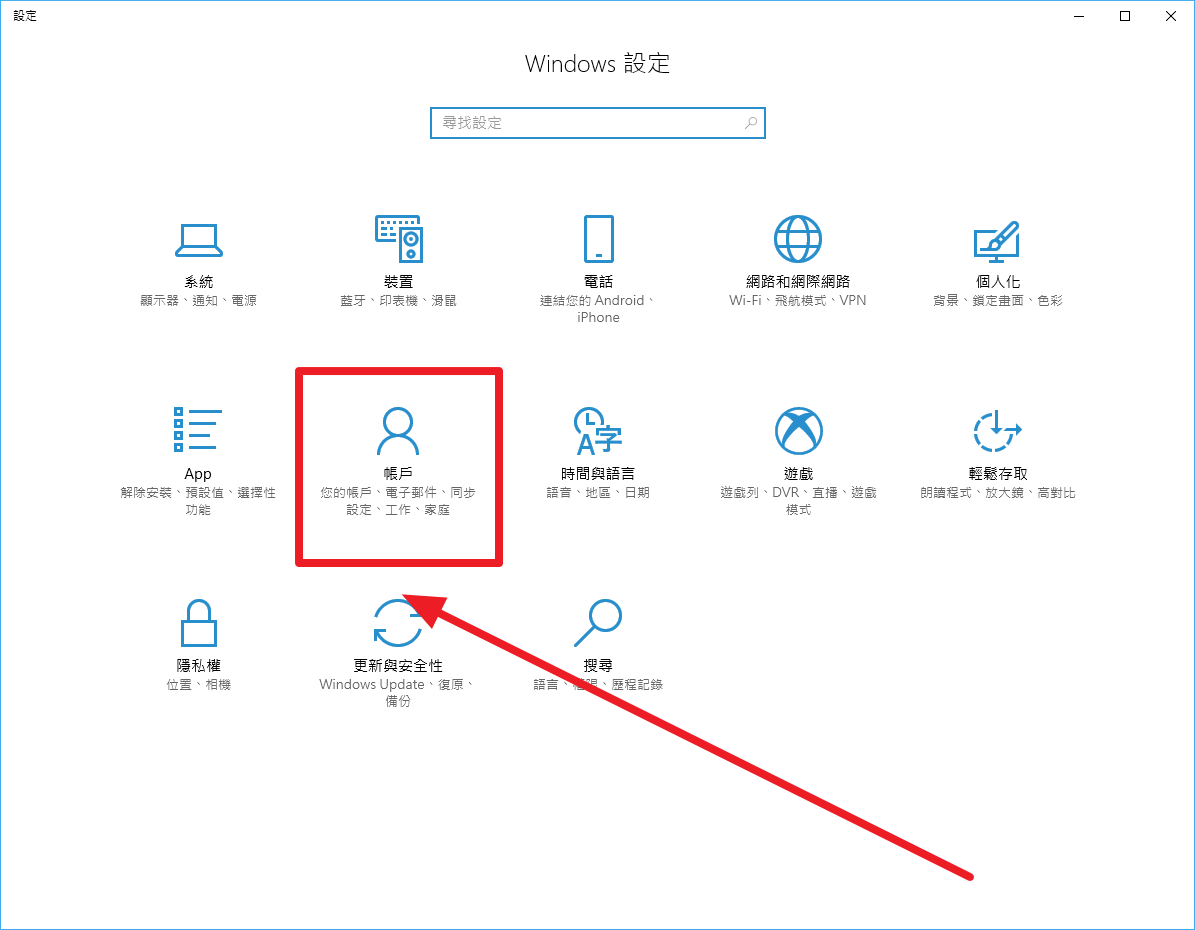 設定
Windows 設定
尋找設定
系統
顯示器、通知、電源
裝置
藍牙、印表機、滑鼠
電話
連結您的 Android、
iPhone
網路和網際網路
Wi-Fi、飛航模式、VPN
個人化
背景、鎖定畫面、色彩
App
解除安裝、預設值、選擇性
功能
帳戶
您的帳戶、電子郵件、同步
設定、工作、家庭
時間與語言
語音、地區、日期
遊戲
遊戲列、DVR、直播、遊戲
模式
輕鬆存取
朗讀程式、放大鏡、高對比
隱私權
位置、相機
更新與安全性
Windows Update、復原、
備份
搜尋
語言、權限、歷程記錄